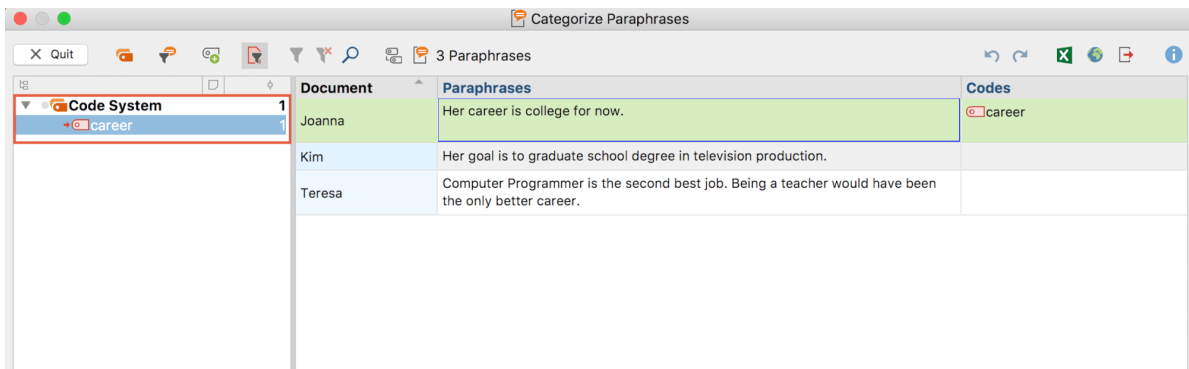 Categorize Paraphrases
Quit
3 Paraphrases
Document Paraphrases Codes
Code System 1
career 1
Joanna Her career is college for now. career
Kim Her goal is to graduate school degree in television production.
Teresa Computer Programmer is the second best job. Being a teacher would have been
the only better career.